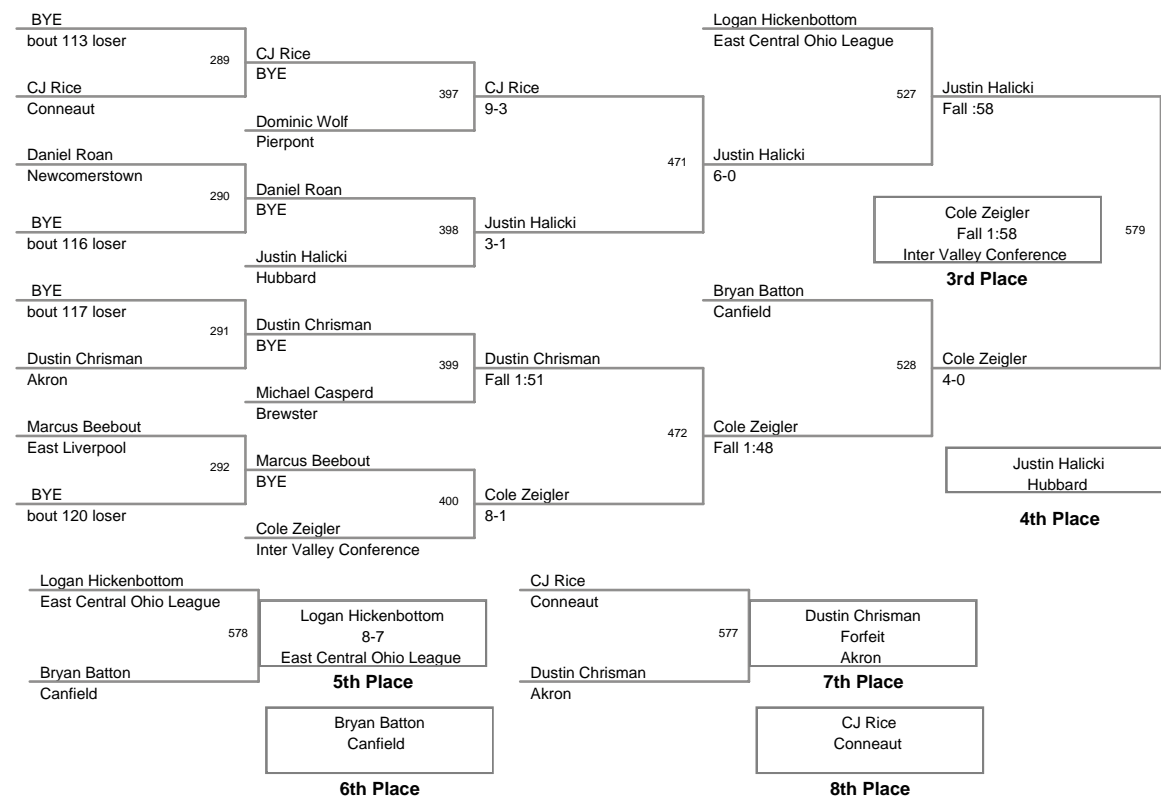 BYE
bout 113 loser
289
CJ Rice
Conneaut
CJ Rice
BYE
397
Dominic Wolf
Pierpont
CJ Rice
9-3
Daniel Roan
Newcomerstown
290
BYE
bout 116 loser
Daniel Roan
BYE
398
Justin Halicki
Hubbard
Justin Halicki
3-1
471
Justin Halicki
6-0
Logan Hickenbottom
East Central Ohio League
527
Justin Halicki
Fall :58
BYE
bout 117 loser
291
Dustin Chrisman
Akron
Dustin Chrisman
BYE
399
Michael Casperd
Brewster
Dustin Chrisman
Fall 1:51
Marcus Beebout
East Liverpool
292
BYE
bout 120 loser
Marcus Beebout
BYE
400
Cole Zeigler
Inter Valley Conference
Cole Zeigler
8-1
472
Cole Zeigler
Fall 1:48
Bryan Batton
Canfield
528
Cole Zeigler
4-0
579
Cole Zeigler
Fall 1:58
Inter Valley Conference
3rd Place
Justin Halicki
Hubbard
4th Place
Logan Hickenbottom
East Central Ohio League
578
Bryan Batton
Canfield
Logan Hickenbottom
8-7
East Central Ohio League
5th Place
Bryan Batton
Canfield
6th Place
CJ Rice
Conneaut
577
Dustin Chrisman
Akron
Dustin Chrisman
Forfeit
Akron
7th Place
CJ Rice
Conneaut
8th Place